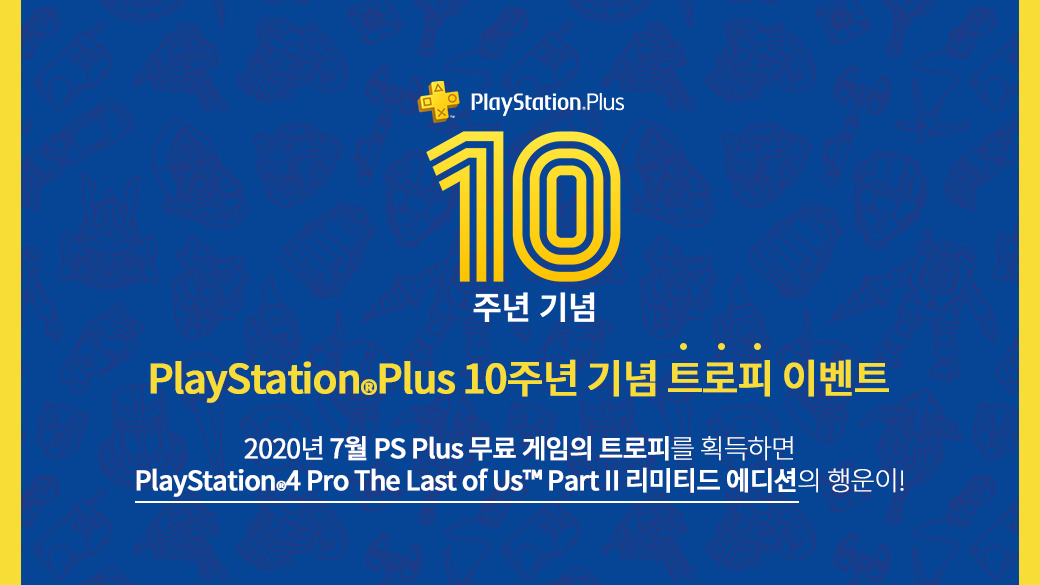 PlayStation®Plus
10
주년 기념
PlayStation®Plus 10주년 기념 트로피 이벤트
2020년 7월 PS Plus 무료 게임의 트로피를 획득하면
PlayStation®4 Pro The Last of Us™ Part II 리미티드 에디션의 행운이!